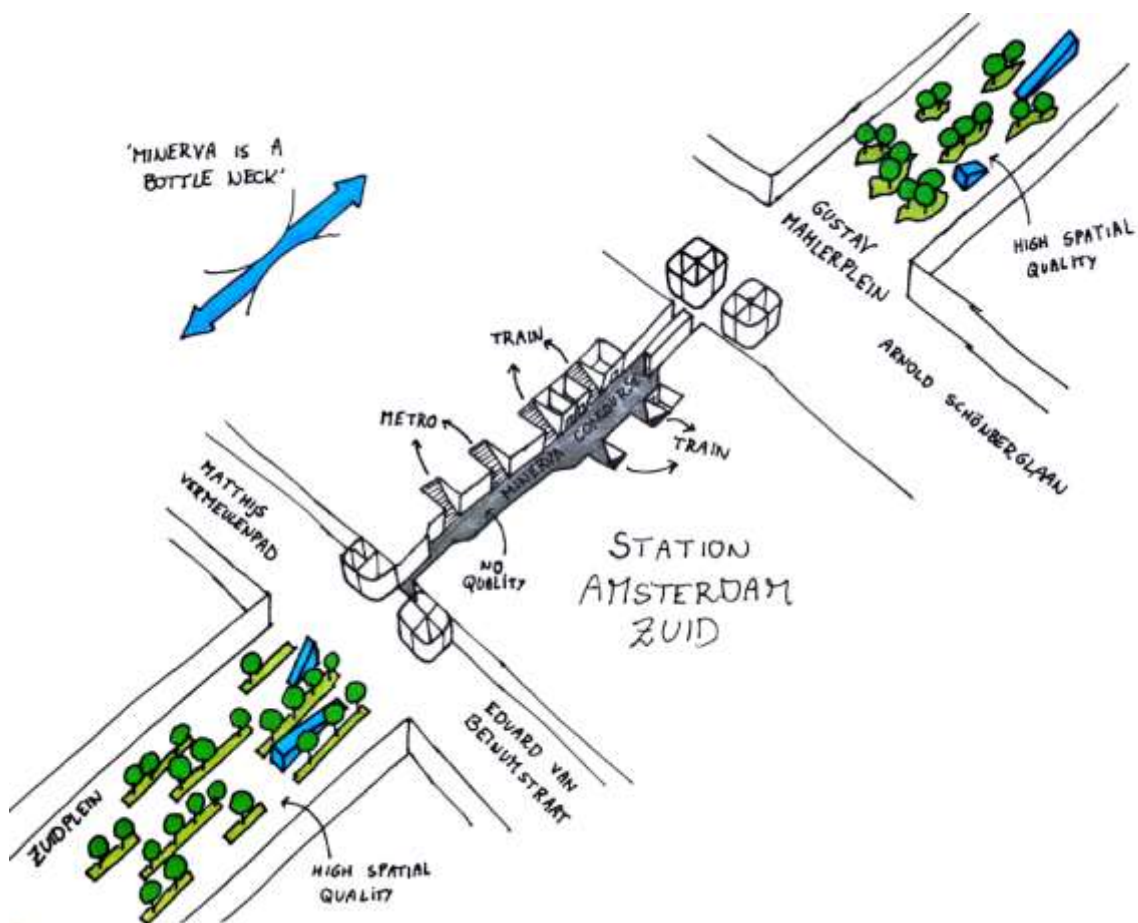 'MINERVA IS A
BOTTLE NECK'
GUSTAV
MAHLERPLEIN
HIGH SPATIAL
QUALITY
ARNOLD SCHÖNBERGLAAN
TRAIN
METRO
MINERVA CONCOURSE
TRAIN
MATTHIJS
VERMEULENPAD
NO
QUALITY
STATION
AMSTERDAM
ZUID
EDUARD VAN
BEINUMSTRAAT
ZUIDPLEIN
HIGH SPATIAL
QUALITY